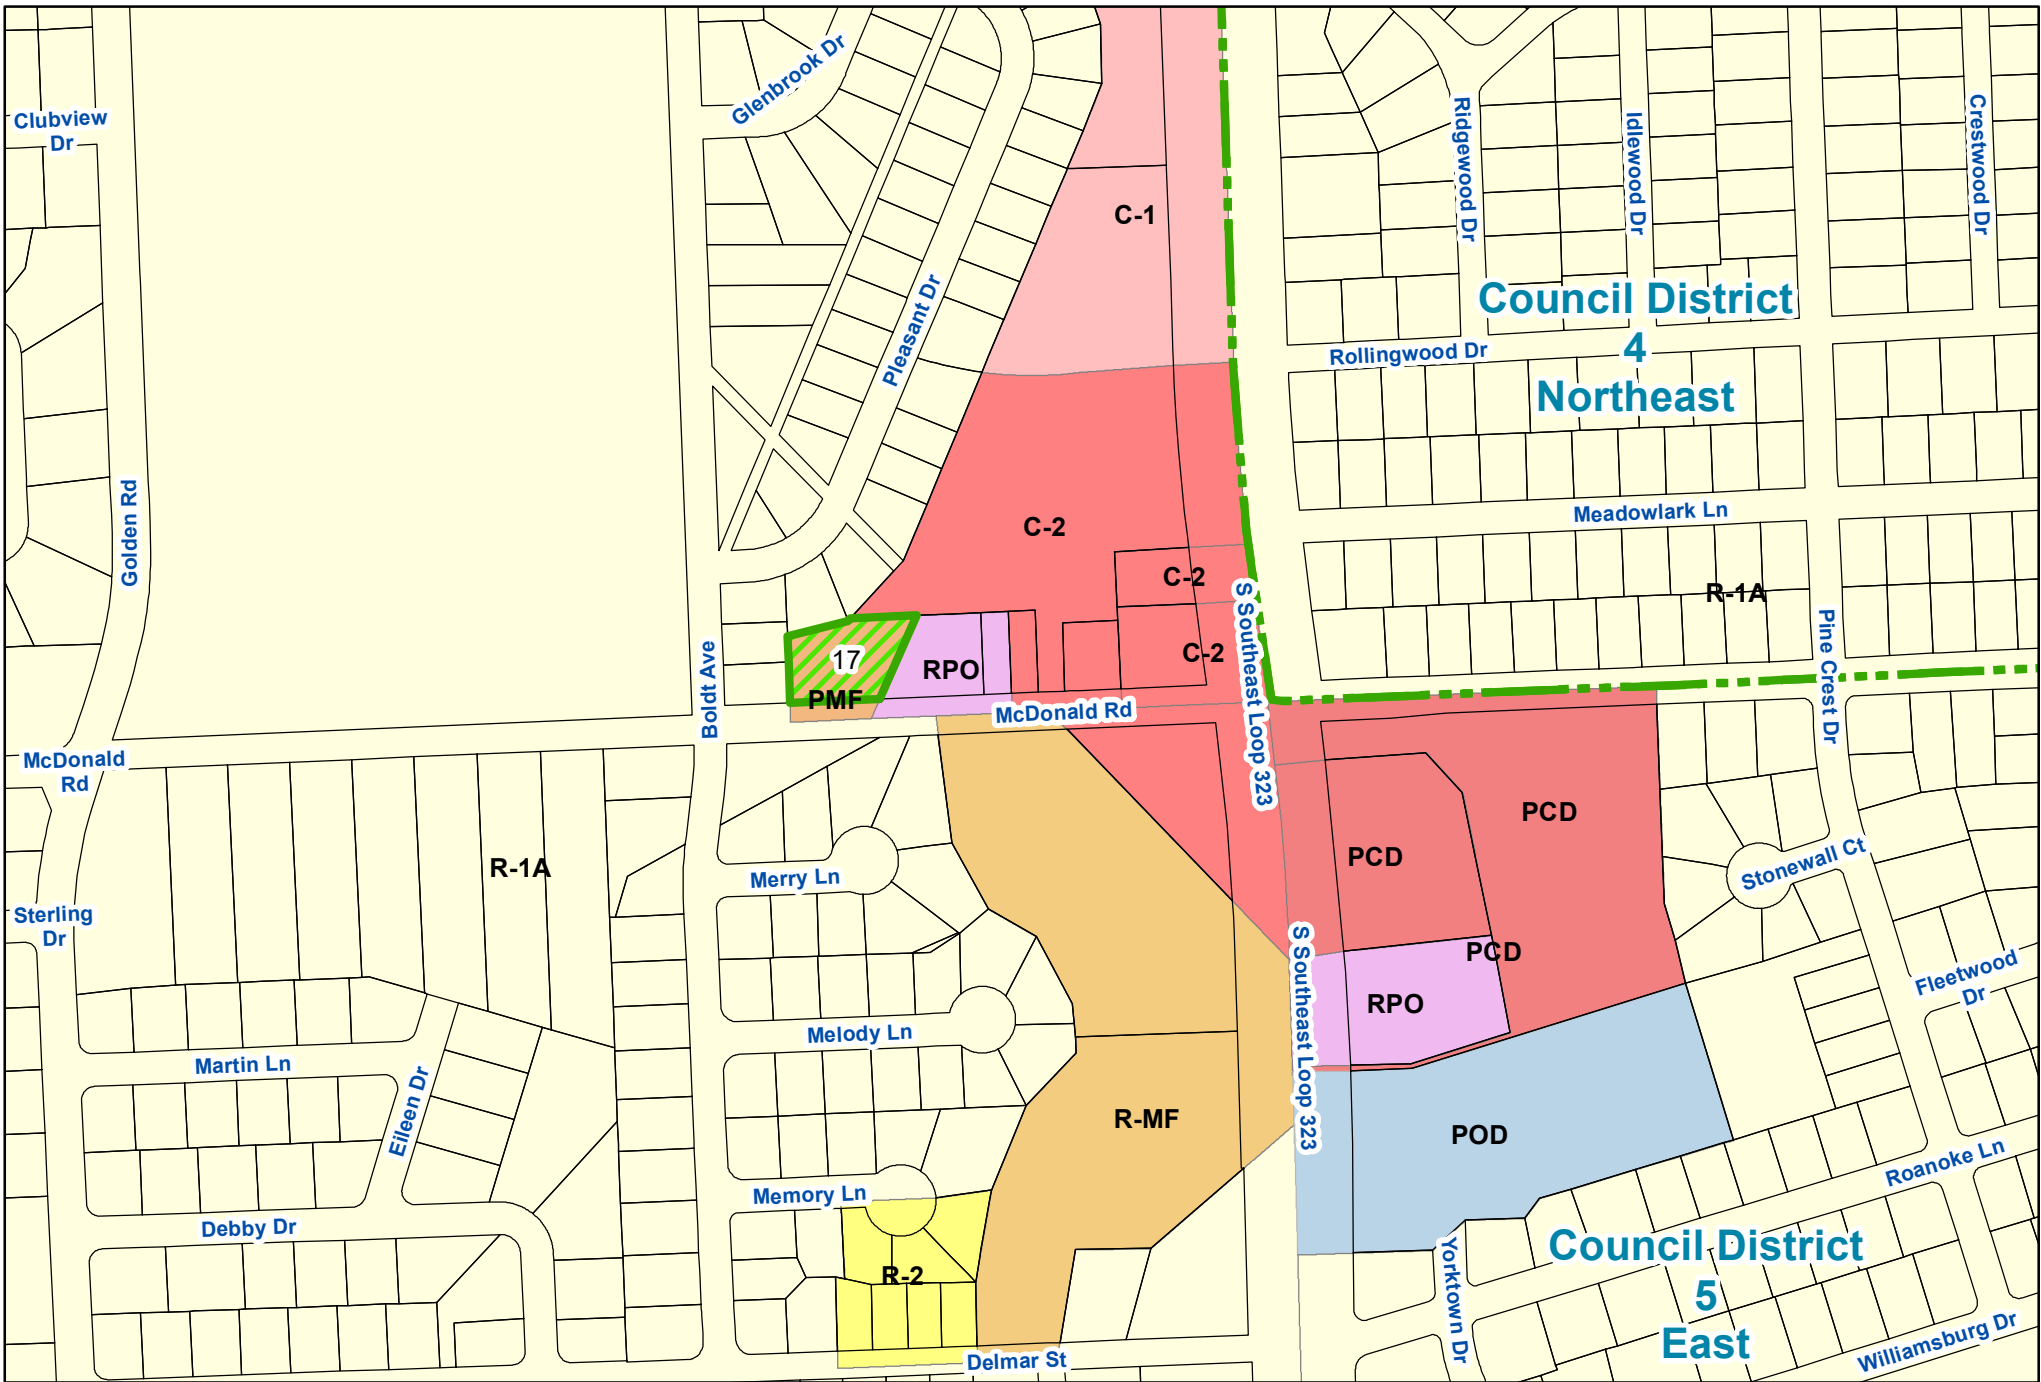 Glenbrook Dr
Clubview
Dr
Ridgewood Dr
Idlewood Dr
Crestwood Dr
C-1
Council District
4
Northeast
Pleasant Dr
Rollingwood Dr
Golden Rd
C-2
Meadowlark Ln
C-2
R-1A
S Southeast Loop 323
Pine Crest Dr
C-2
17
RPO
PMF
Boldt Ave
McDonald Rd
McDonald
Rd
PCD
PCD
R-1A
Merry Ln
Stonewall Ct
Sterling
Dr
S Southeast Loop 323
PCD
Fleetwood
Dr
RPO
Melody Ln
Martin Ln
Eileen Dr
R-MF
POD
Roanoke Ln
Memory Ln
Debby Dr
Yorktown Dr
Council District
5
East
R-2
Williamsburg Dr
Delmar St